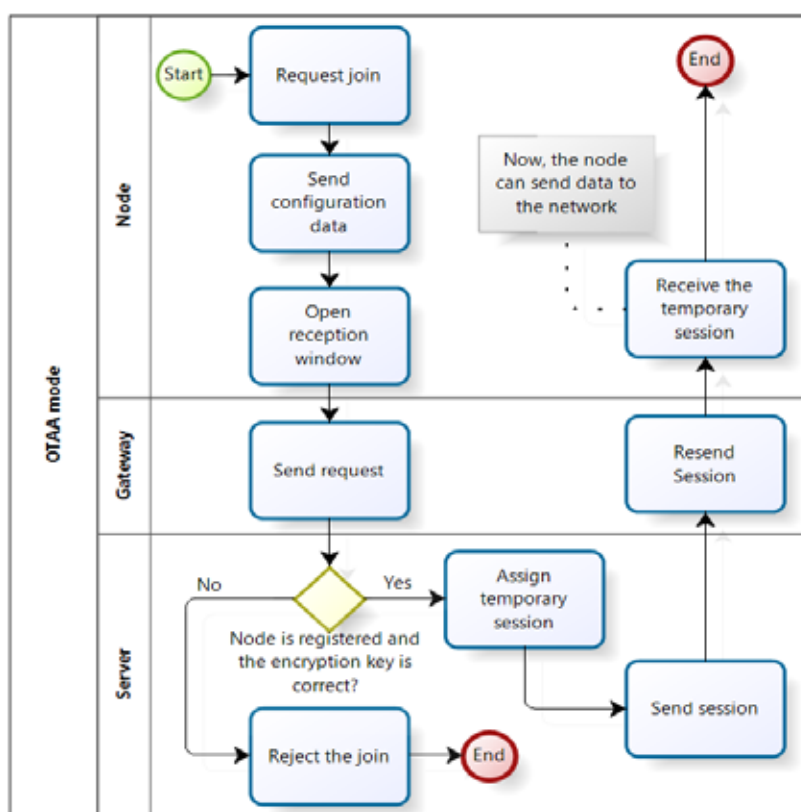 OTAA mode
Node
Start
Request join
Send
configuration
data
Open
reception
window
End
Now, the node
can send data to
the network
Receive the
temporary
session
Gateway
Send request
Resend
Session
Server
No
Yes
Node is registered and
the encryption key is
correct?
Assign
temporary
session
Send session
Reject the join
End